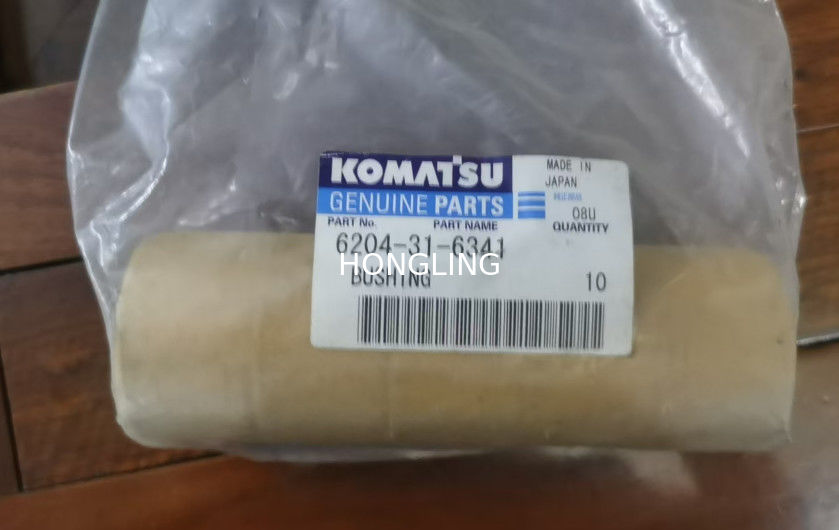 KOMATSU
GENUINE PARTS
MADE IN
JAPAN
08U
PART No. PART NAME QUANTITY
6204-31-6341
HONGLING
BUSHING 10